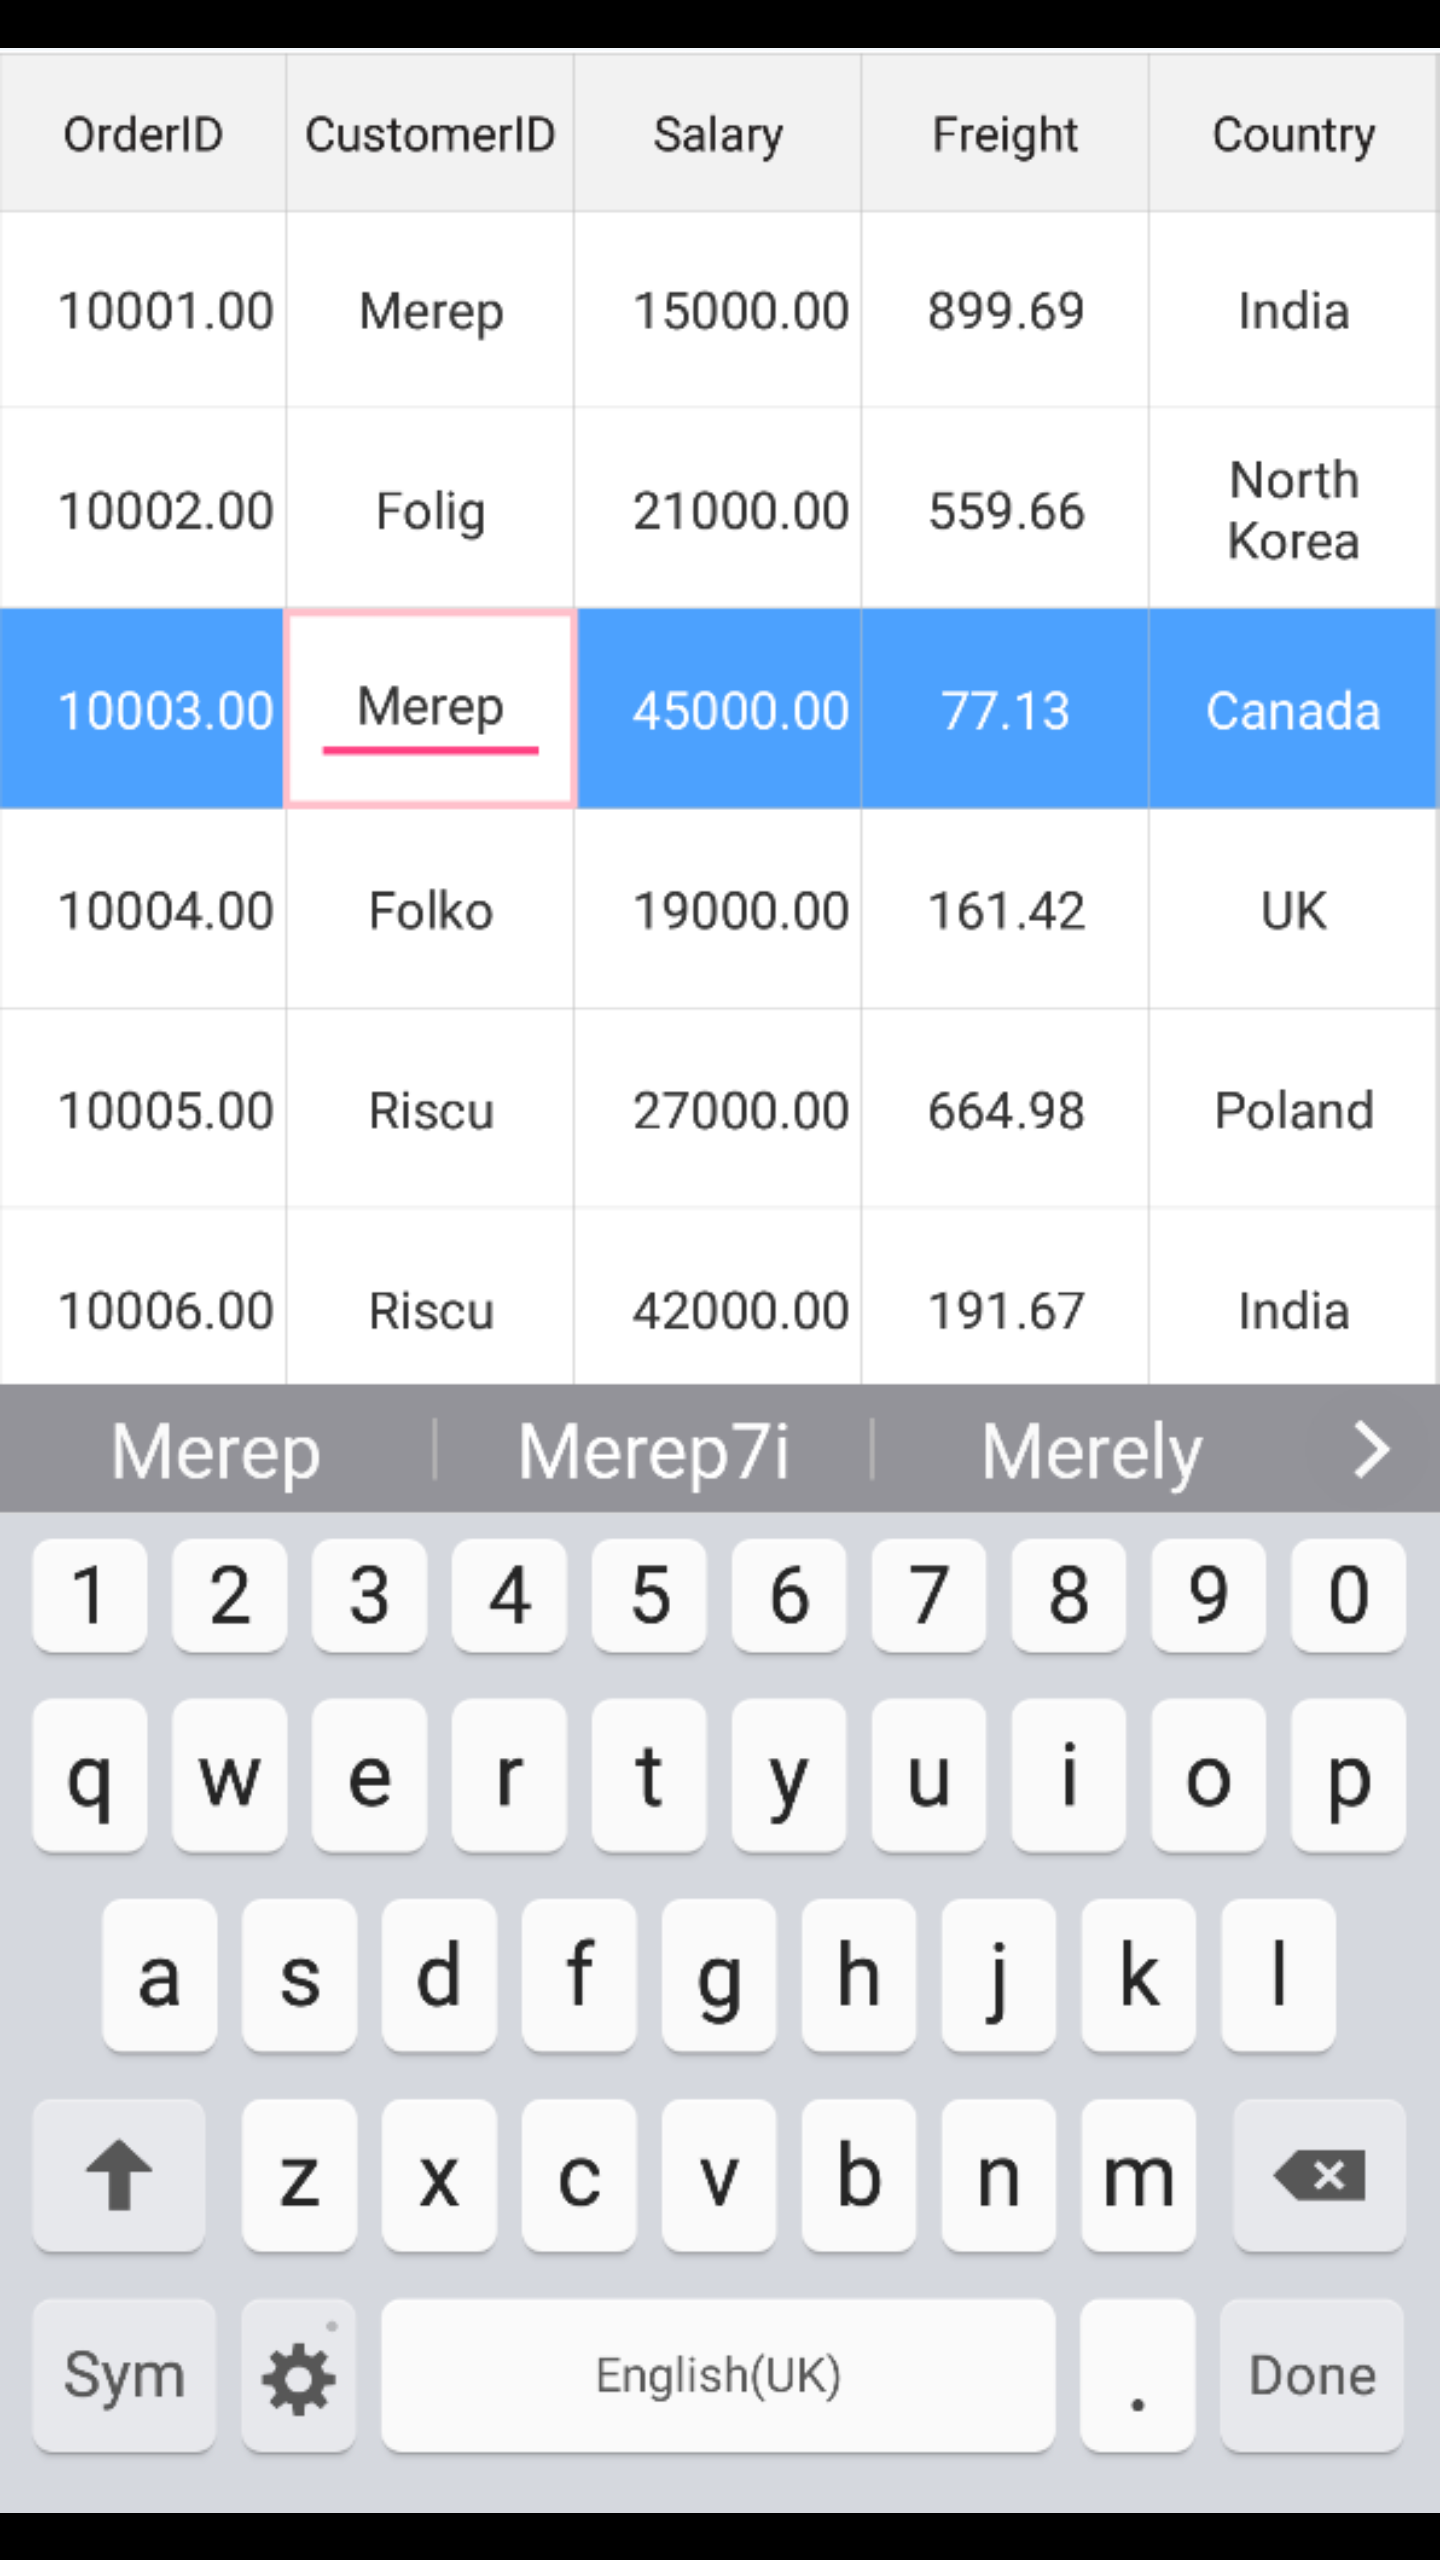 OrderID CustomerID Salary Freight Country
10001.00 Merep 15000.00 899.69 India
10002.00 Folig 21000.00 559.66 North
Korea
10003.00 Merep 45000.00 77.13 Canada
10004.00 Folko 19000.00 161.42 UK
10005.00 Riscu 27000.00 664.98 Poland
10006.00 Riscu 42000.00 191.67 India
Merep Merep7i Merely
1 2 3 4 5 6 7 8 9 0
q w e r t y u i o p
a s d f g h j k l
z x c v b n m
Sym English(UK) . Done